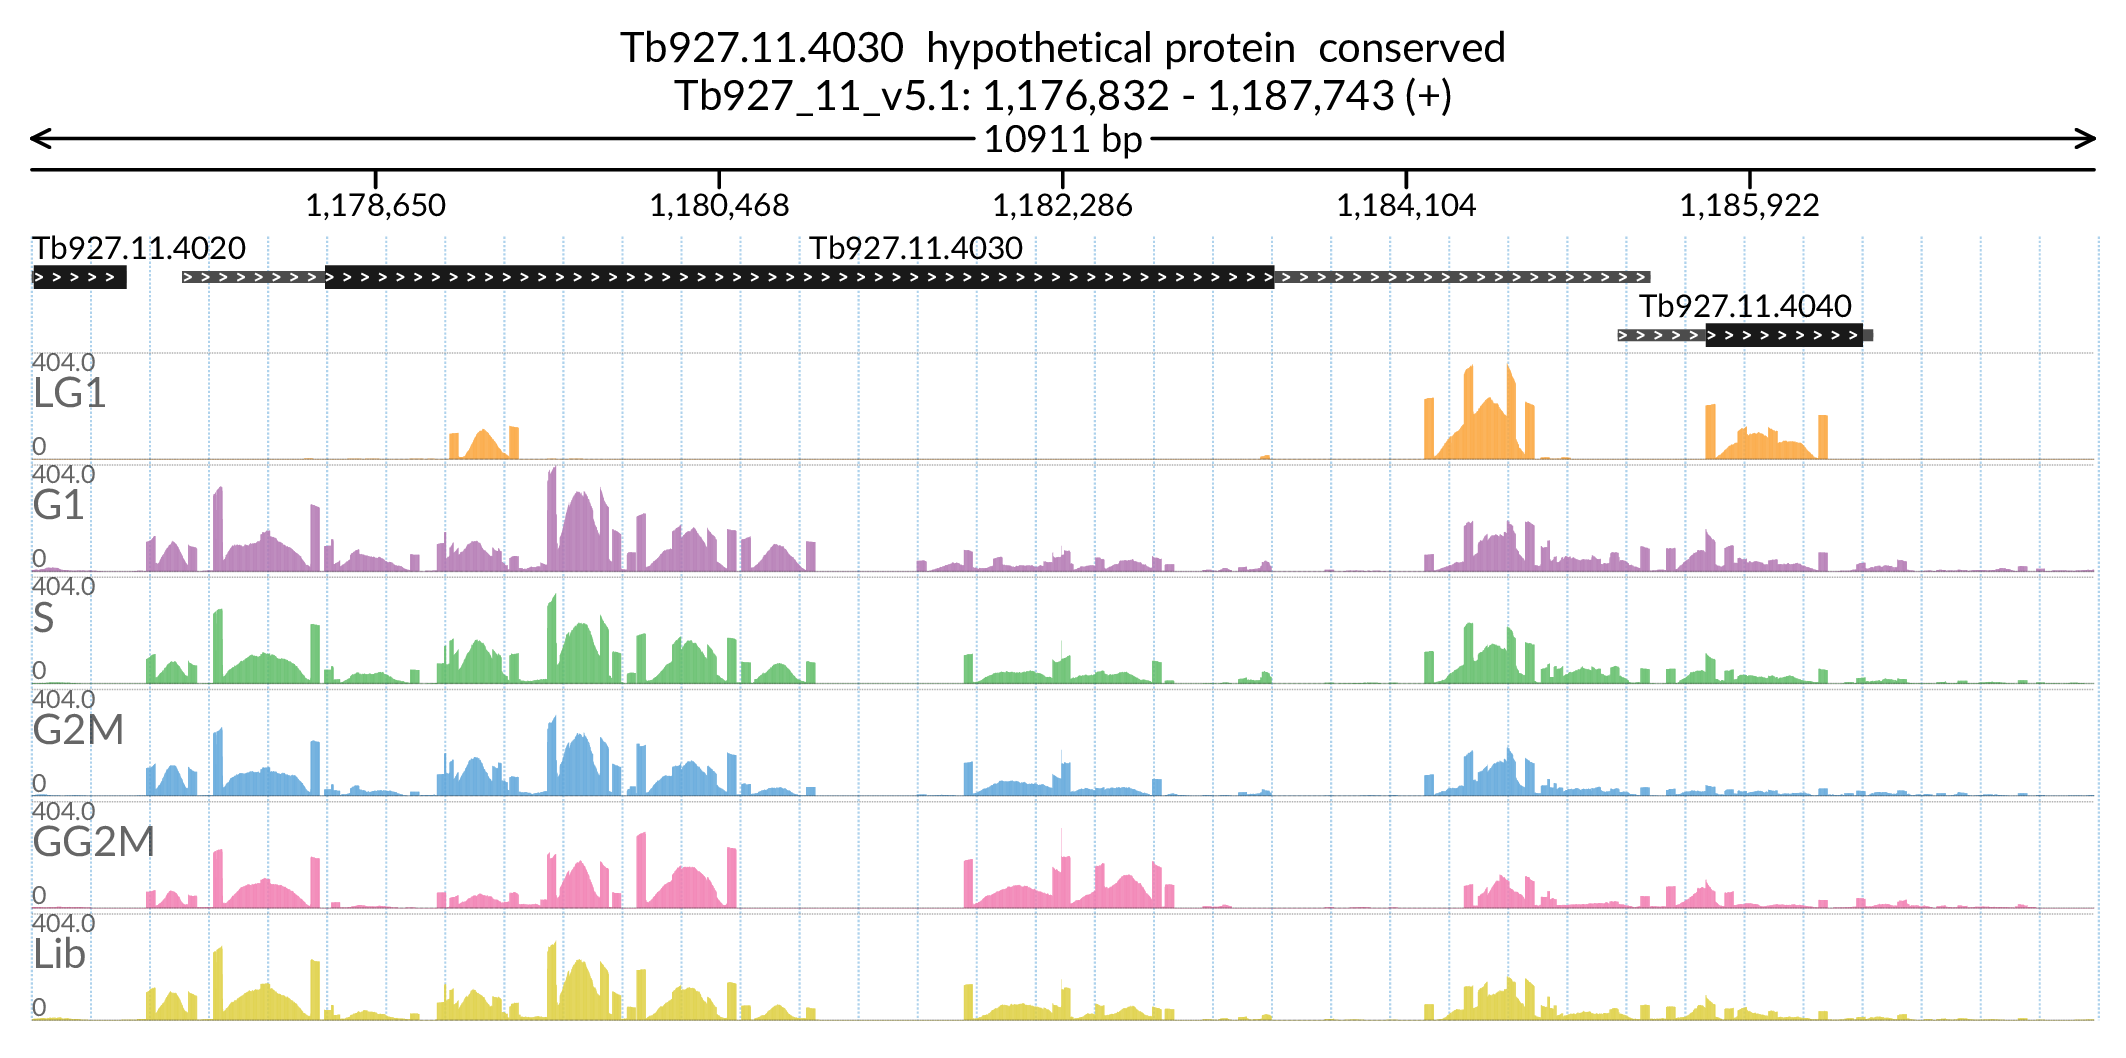 Tb927.11.4030  hypothetical protein  conserved
Tb927_11_v5.1: 1,176,832 - 1,187,743 (+)
10911 bp
1,178,650 1,180,468 1,182,286 1,184,104 1,185,922
Tb927.11.4020 Tb927.11.4030
Tb927.11.4040
404.0
LG1
0
404.0
G1
0
404.0
S
0
404.0
G2M
0
404.0
GG2M
0
404.0
Lib
0